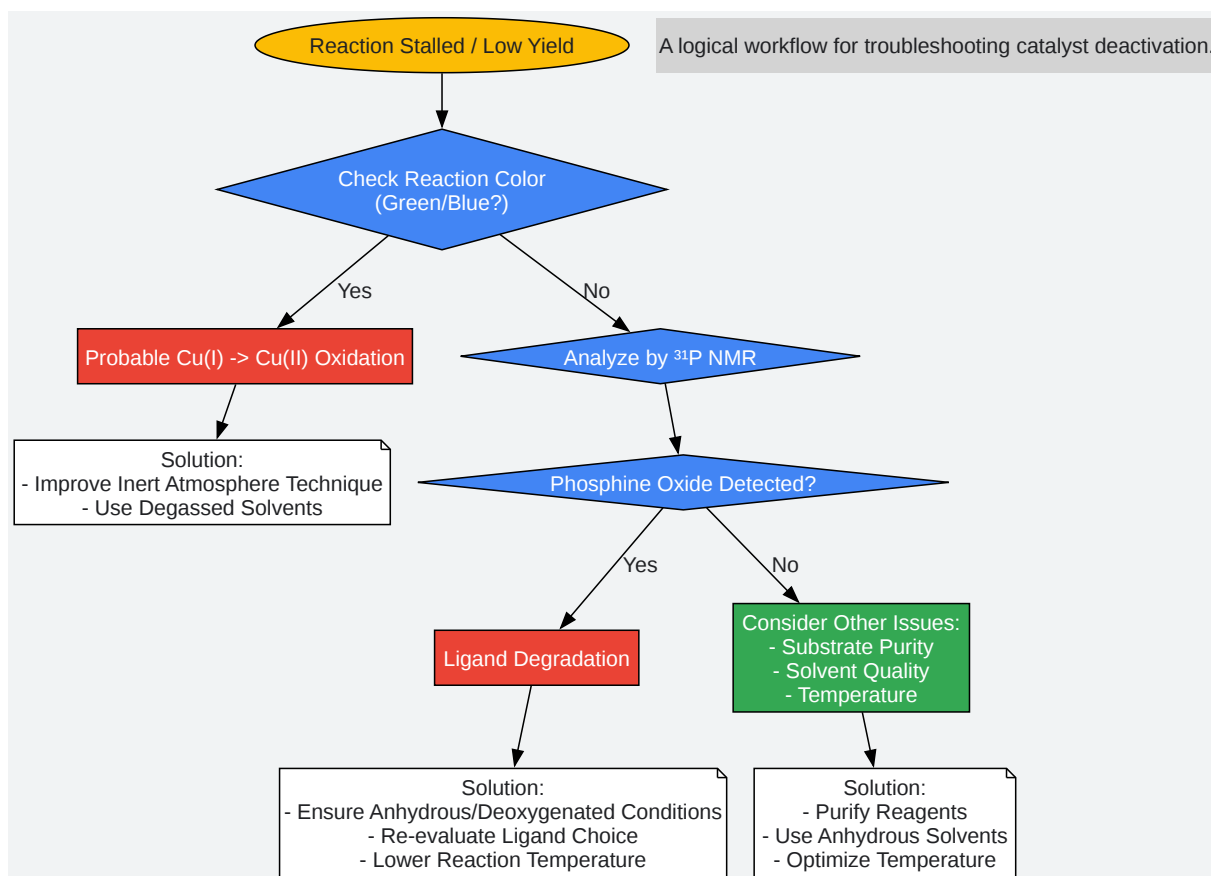 Reaction Stalled / Low Yield
A logical workflow for troubleshooting catalyst deactivation.
Check Reaction Color
(Green/Blue?)
Yes
No
Probable Cu(I) -> Cu(II) Oxidation
Analyze by ³¹P NMR
Solution:
- Improve Inert Atmosphere Technique
- Use Degassed Solvents
Phosphine Oxide Detected?
Yes
No
Ligand Degradation
Consider Other Issues:
- Substrate Purity
- Solvent Quality
- Temperature
Solution:
- Ensure Anhydrous/Deoxygenated Conditions
- Re-evaluate Ligand Choice
- Lower Reaction Temperature
Solution:
- Purify Reagents
- Use Anhydrous Solvents
- Optimize Temperature